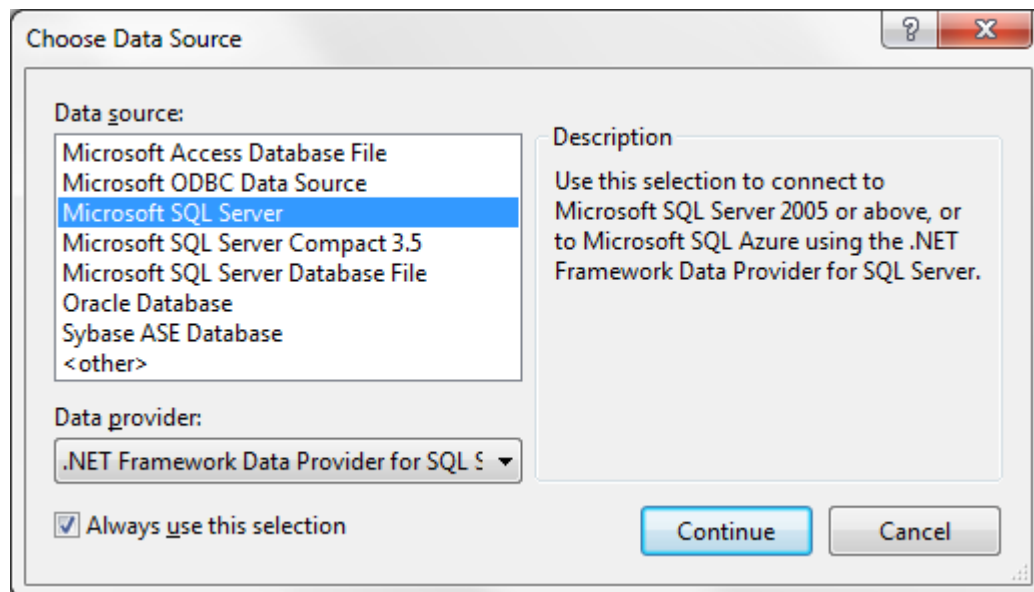 Choose Data Source
Data source:
Microsoft Access Database File
Microsoft ODBC Data Source
Microsoft SQL Server
Microsoft SQL Server Compact 3.5
Microsoft SQL Server Database File
Oracle Database
Sybase ASE Database
<other>
Description
Use this selection to connect to
Microsoft SQL Server 2005 or above, or
to Microsoft SQL Azure using the .NET
Framework Data Provider for SQL Server.
Data provider:
.NET Framework Data Provider for SQL S
Always use this selection
Continue
Cancel